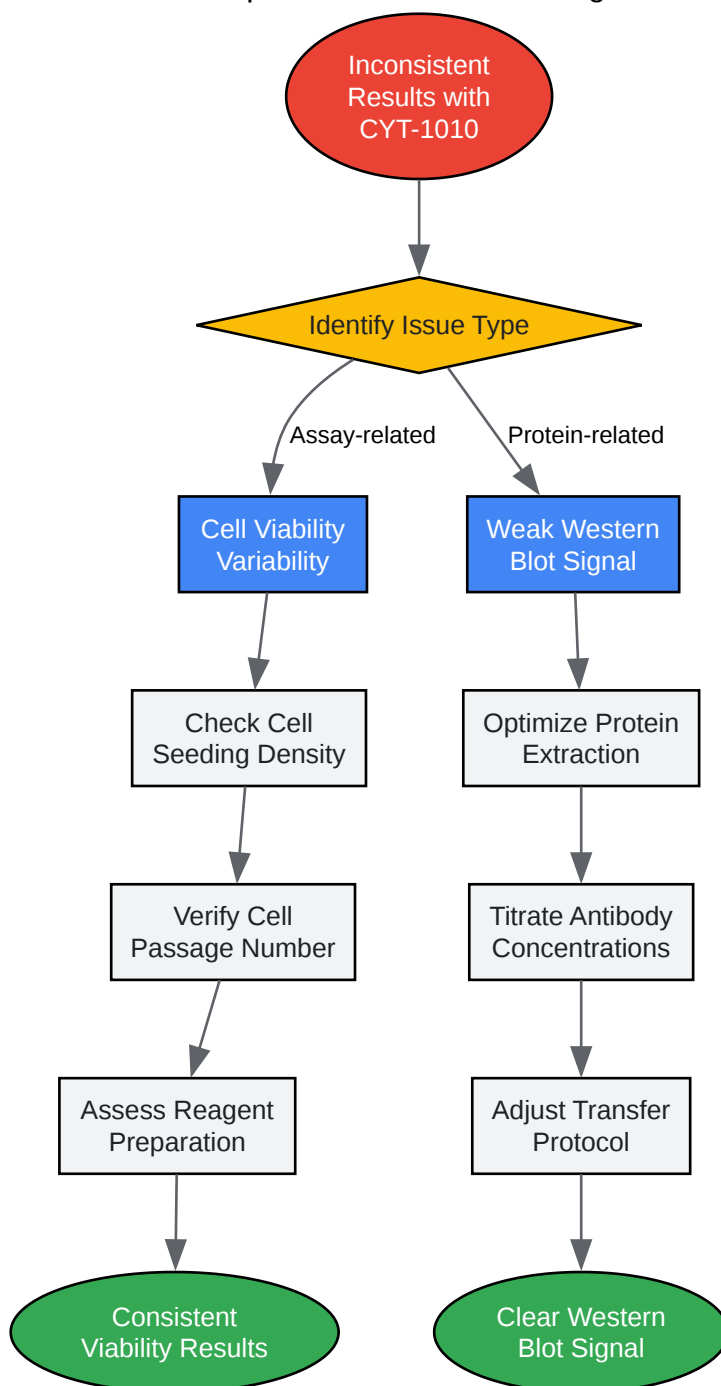 Inconsistent
Results with
CYT-1010
Identify Issue Type
Assay-related
Protein-related
Cell Viability
Variability
Weak Western
Blot Signal
Check Cell
Seeding Density
Optimize Protein
Extraction
Verify Cell
Passage Number
Titrate Antibody
Concentrations
Assess Reagent
Preparation
Adjust Transfer
Protocol
Consistent
Viability Results
Clear Western
Blot Signal